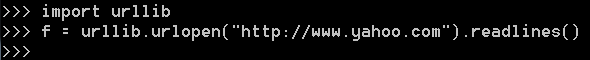 >>> import urllib
>>> f = urllib.urlopen("http://www.yahoo.com").readlines()
>>>